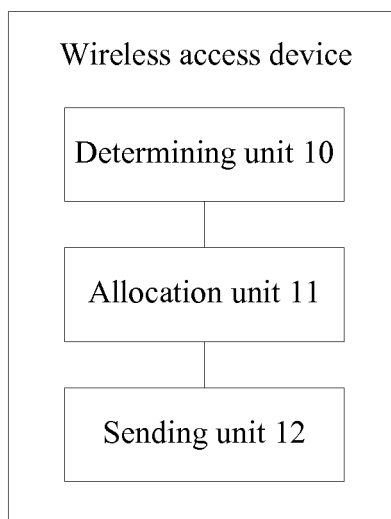 Wireless access device
Determining unit 10
Allocation unit 11
Sending unit 12